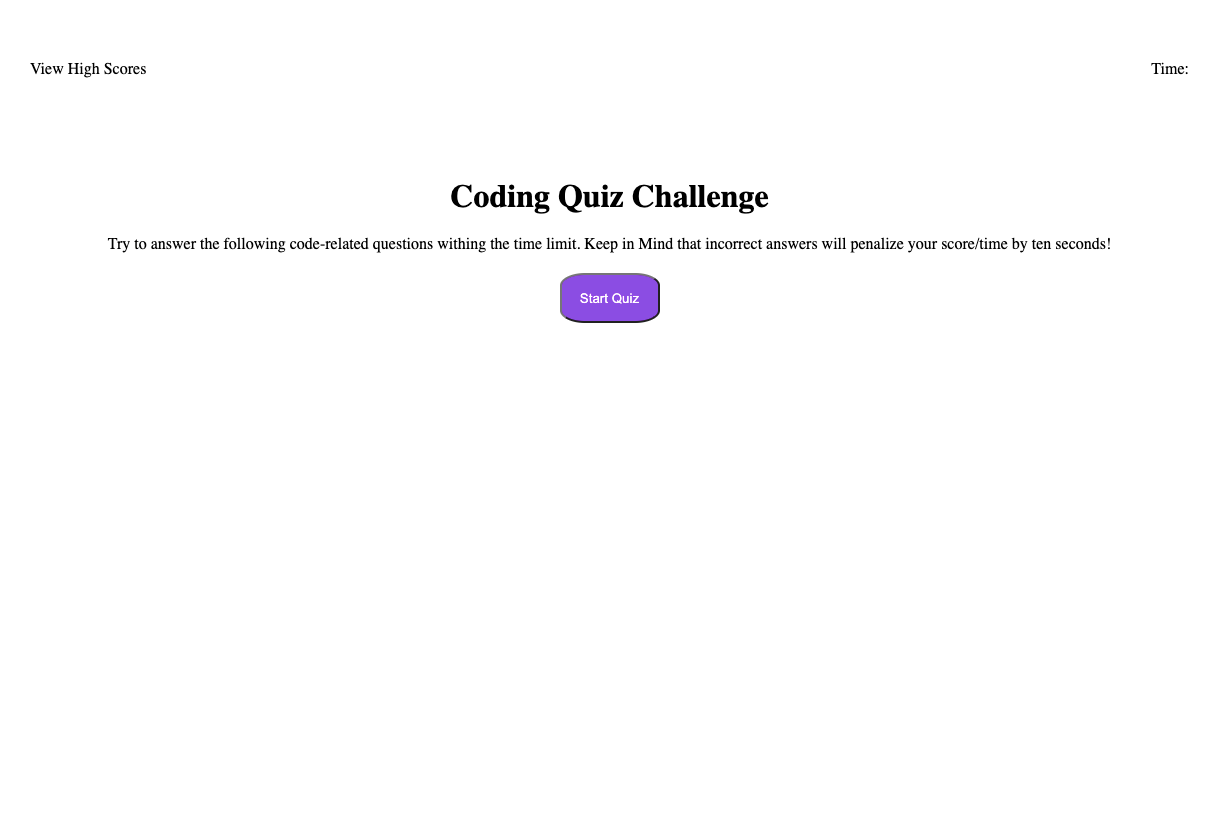 View High Scores
Time:
Coding Quiz Challenge
Try to answer the following code-related questions withing the time limit. Keep in Mind that incorrect answers will penalize your score/time by ten seconds!
Start Quiz